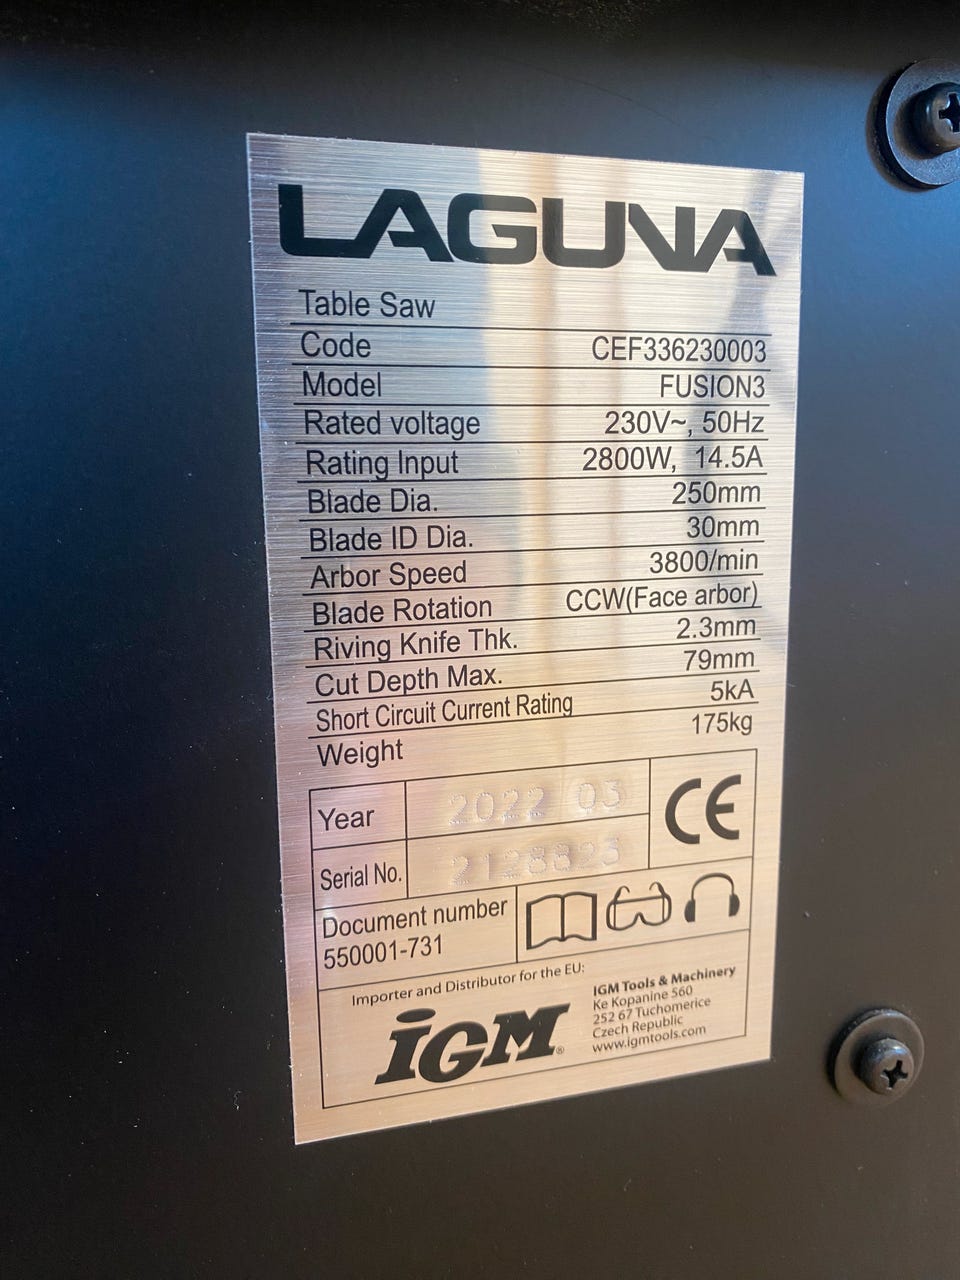 LAGUNA
Table Saw
Code CEF336230003
Model FUSION3
Rated voltage 230V~, 50Hz
Rating Input 2800W, 14.5A
Blade Dia. 250mm
Blade ID Dia. 30mm
Arbor Speed 3800/min
Blade Rotation CCW(Face arbor)
Riving Knife Thk. 2.3mm
Cut Depth Max. 79mm
Short Circuit Current Rating 5kA
Weight 175kg
Year 2022 03
CE
Serial No. 2128823
Document number
550001-731
Importer and Distributor for the EU:
iGM®
IGM Tools & Machinery
Ke Kopanine 560
252 67 Tuchomerice
Czech Republic
www.igmtools.com